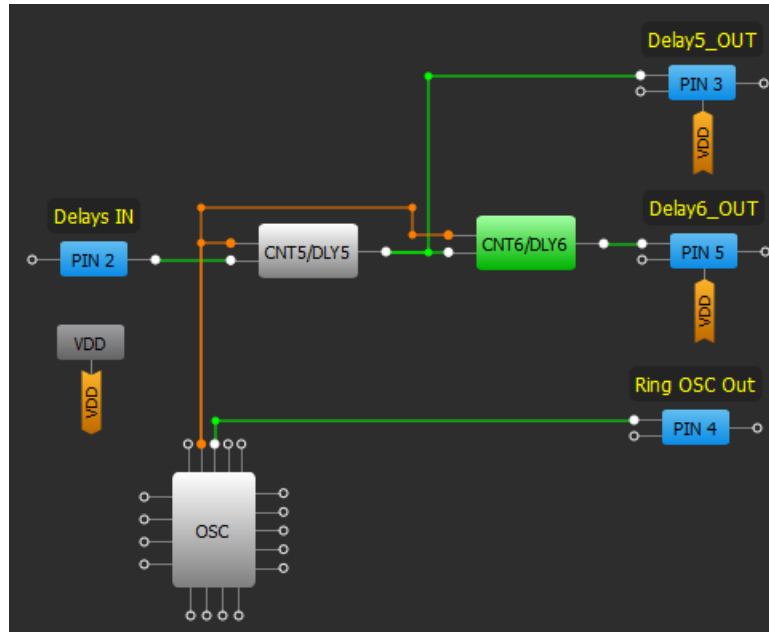 Delay5_OUT
PIN 3
VDD
Delays IN
PIN 2
CNT5/DLY5
CNT6/DLY6
Delay6_OUT
PIN 5
VDD
VDD
VDD
Ring OSC Out
PIN 4
OSC